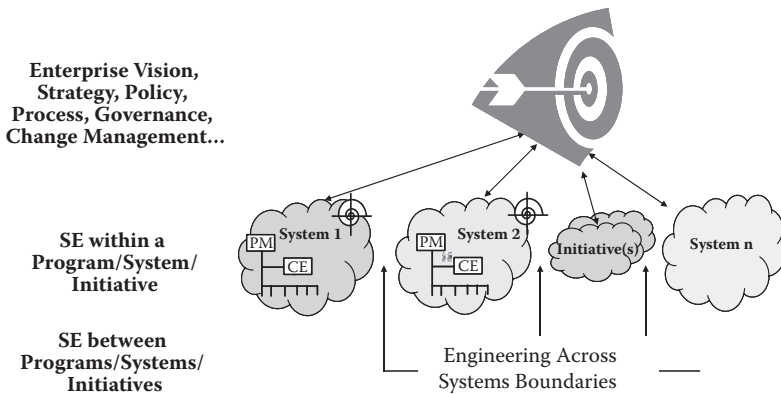 Enterprise Vision,
Strategy, Policy,
Process, Governance,
Change Management...
SE within a
Program/System/
Initiative
System 1
PM
CE
System 2
PM
CE
Initiative(s)
System n
SE between
Programs/Systems/
Initiatives
Engineering Across
Systems Boundaries